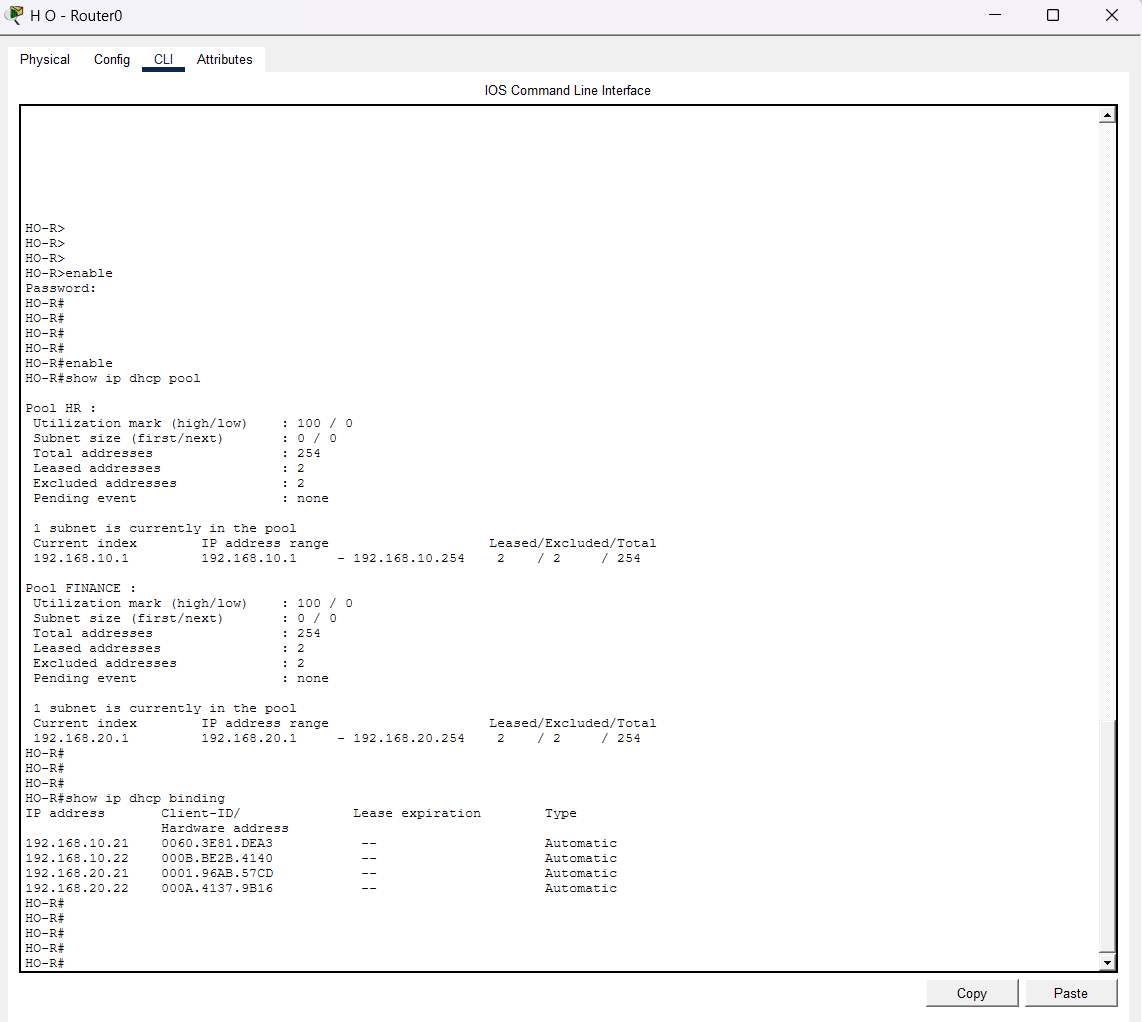 H O - Router0
Physical Config CLI Attributes
IOS Command Line Interface
HO-R>
HO-R>
HO-R>
HO-R>enable
Password:
HO-R#
HO-R#
HO-R#
HO-R#
HO-R#enable
HO-R#show ip dhcp pool
Pool HR :
Utilization mark (high/low) : 100 / 0
Subnet size (first/next) : 0 / 0
Total addresses : 254
Leased addresses : 2
Excluded addresses : 2
Pending event : none
1 subnet is currently in the pool
Current index IP address range Leased/Excluded/Total
192.168.10.1 192.168.10.1 - 192.168.10.254 2 / 2 / 254
Pool FINANCE :
Utilization mark (high/low) : 100 / 0
Subnet size (first/next) : 0 / 0
Total addresses : 254
Leased addresses : 2
Excluded addresses : 2
Pending event : none
1 subnet is currently in the pool
Current index IP address range Leased/Excluded/Total
192.168.20.1 192.168.20.1 - 192.168.20.254 2 / 2 / 254
HO-R#
HO-R#
HO-R#
HO-R#show ip dhcp binding
IP address Client-ID/ Lease expiration Type
Hardware address
192.168.10.21 0060.3E81.DEA3 -- Automatic
192.168.10.22 000B.BE2B.4140 -- Automatic
192.168.20.21 0001.96AB.57CD -- Automatic
192.168.20.22 000A.4137.9B16 -- Automatic
HO-R#
HO-R#
HO-R#
HO-R#
HO-R#
Copy Paste